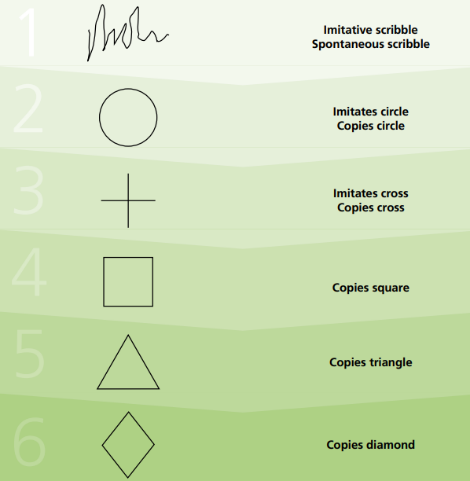 1
Imitative scribble
Spontaneous scribble
2
Imitates circle
Copies circle
3
Imitates cross
Copies cross
4
Copies square
5
Copies triangle
6
Copies diamond